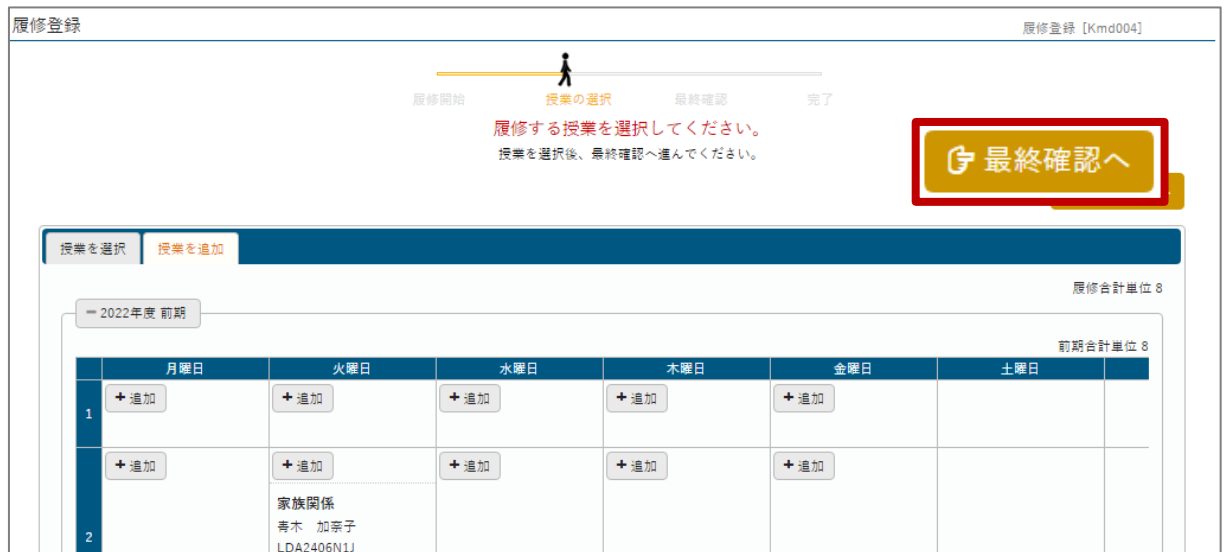 履修登録
履修登録 [Kmd004]
履修開始 授業の選択 最終確認 完了
履修する授業を選択してください。
授業を選択後、最終確認へ進んでください。
最終確認へ
授業を選択 授業を追加
履修合計単位 8
2022年度 前期
前期合計単位 8
月曜日 火曜日 水曜日 木曜日 金曜日 土曜日
1 +追加 +追加 +追加 +追加 +追加
+追加 +追加 +追加 +追加 +追加
家族関係
青木 加奈子
2 LDA2406N1J